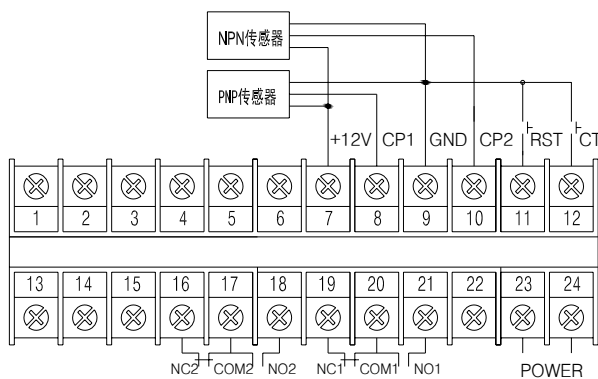 NPN传感器
PNP传感器
+12V CP1 GND CP2 RST CT
1 2 3 4 5 6 7 8 9 10 11 12
13 14 15 16 17 18 19 20 21 22 23 24
NC2 COM2 NO2 NC1 COM1 NO1 POWER